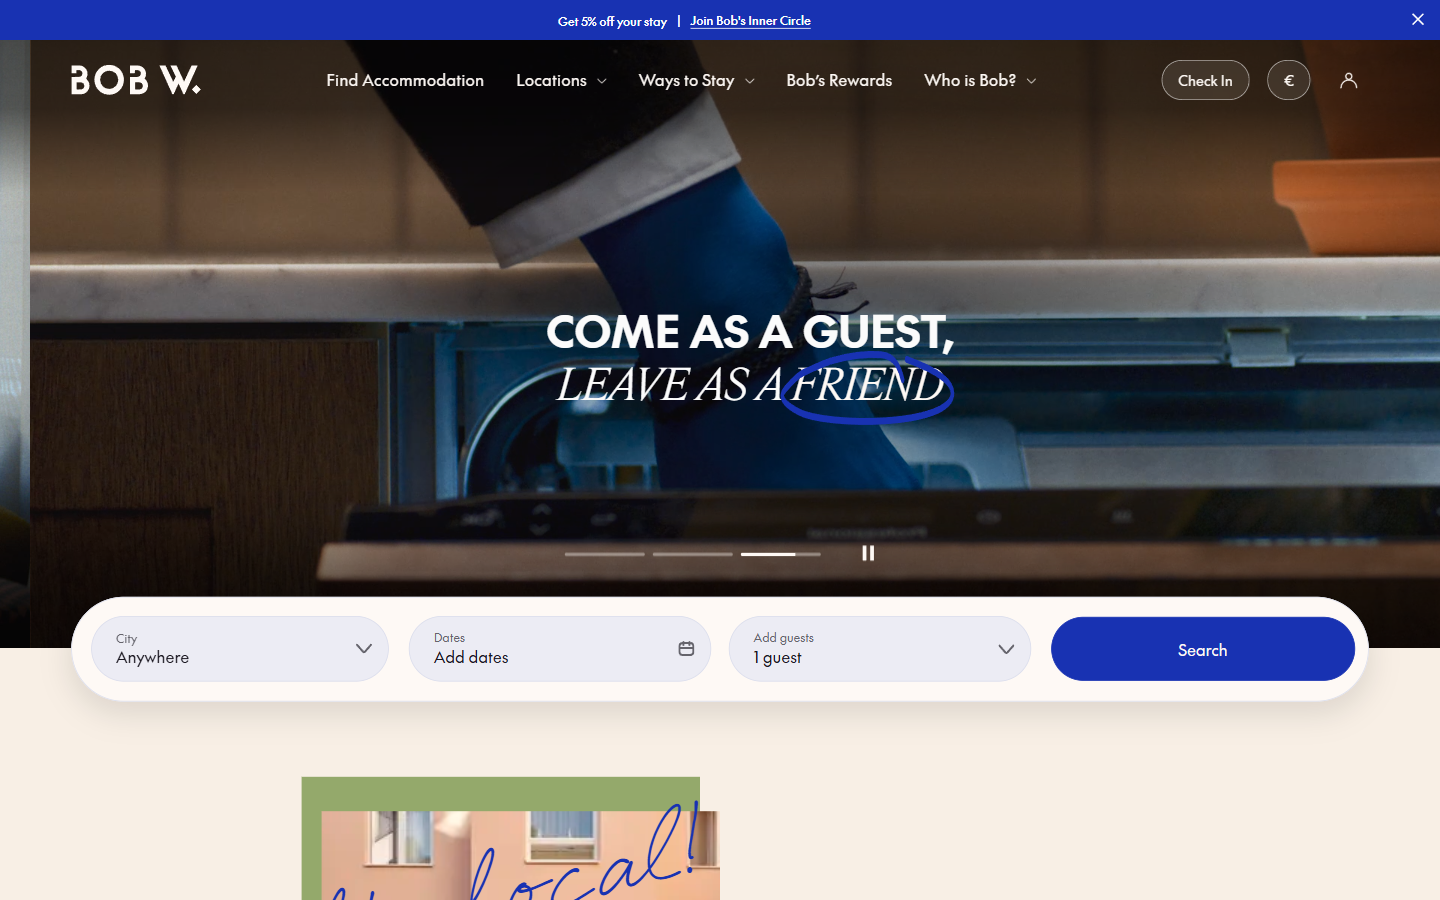 Get 5% off your stay | Join Bob's Inner Circle
BOB W.
Find Accommodation
Locations
Ways to Stay
Bob's Rewards
Who is Bob?
Check In
€
COME AS A GUEST,
LEAVE AS A FRIEND
City
Anywhere
Dates
Add dates
Add guests
1 guest
Search
local!